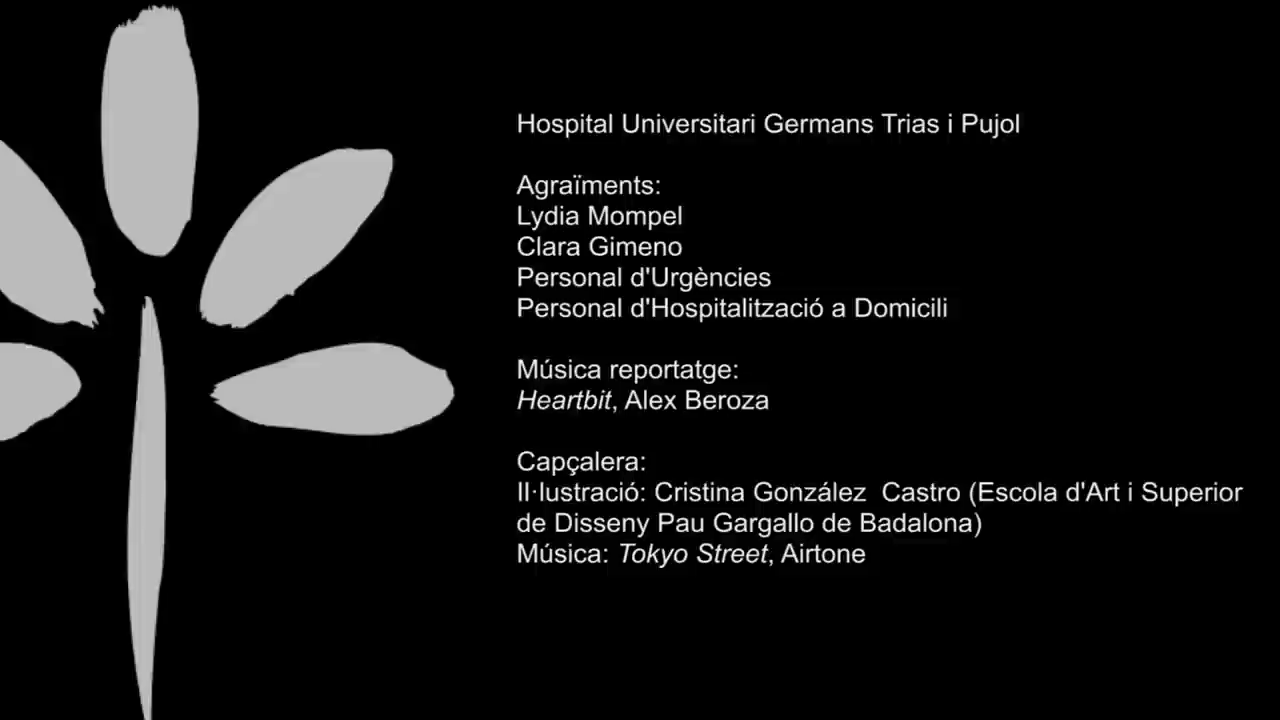 Hospital Universitari Germans Trias i Pujol
Agraïments:
Lydia Mompel
Clara Gimeno
Personal d'Urgències
Personal d'Hospitalització a Domicili
Música reportatge:
Heartbit, Alex Beroza
Capçalera:
Il·lustració: Cristina González  Castro (Escola d'Art i Superior
de Disseny Pau Gargallo de Badalona)
Música: Tokyo Street, Airtone